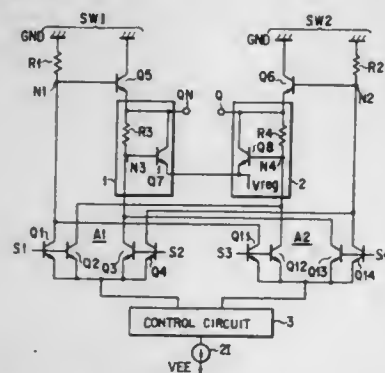 SW1
SW2
GND
GND
R1
Q5
Q6
R2
N1
QN
Q
N2
R3
R4
Q8
N3
N4
1
Q7
Vreg
2
S1
Q1
A1
Q2
Q3
Q4
S2
S3
Q11
A2
Q12
Q13
Q14
CONTROL CIRCUIT
3
21
VEE